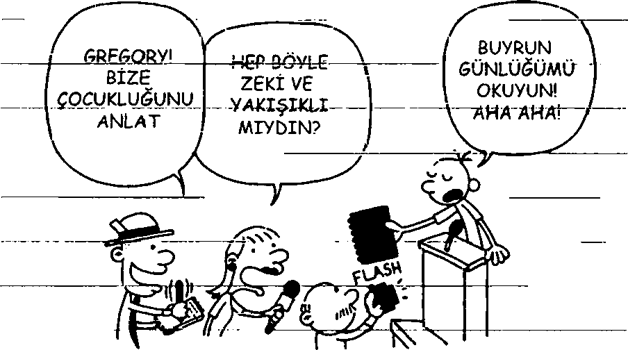 GREGORY!
BİZE
ÇOCUKLUĞUNU
ANLAT
HEP BÖYLE
ZEKİ VE
YAKIŞIKLI
MIYDIN?
BUYRUN
GÜNLÜĞÜMÜ
OKUYUN!
AHA AHA!
FLASH